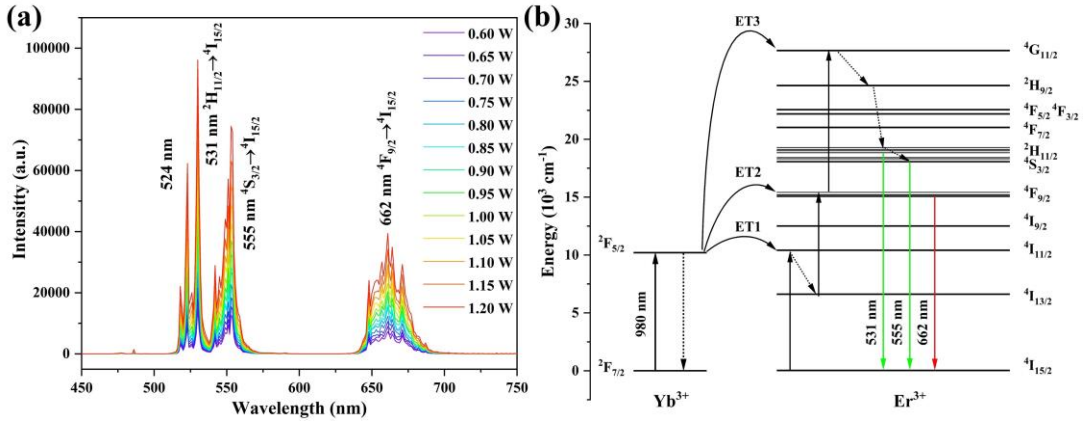 (a)
Intensitty (a.u.)
100000
80000
60000
40000
20000
0
450
500
550
600
650
700
750
Wavelength (nm)
524 nm
531 nm ²H₁₁/₂→⁴I₁₅/₂
555 nm ⁴S₃/₂→⁴I₁₅/₂
662 nm ⁴F₉/₂→⁴I₁₅/₂
0.60 W
0.65 W
0.70 W
0.75 W
0.80 W
0.85 W
0.90 W
0.95 W
1.00 W
1.05 W
1.10 W
1.15 W
1.20 W
(b)
Energy (10³ cm⁻¹)
30
25
20
15
10
5
0
ET3
ET2
ET1
²F₅/₂
²F₇/₂
980 nm
Yb³⁺
531 nm
555 nm
662 nm
Er³⁺
⁴G₁₁/₂
²H₉/₂
⁴F₅/₂ ⁴F₃/₂
⁴F₇/₂
²H₁₁/₂
⁴S₃/₂
⁴F₉/₂
⁴I₉/₂
⁴I₁₁/₂
⁴I₁₃/₂
⁴I₁₅/₂